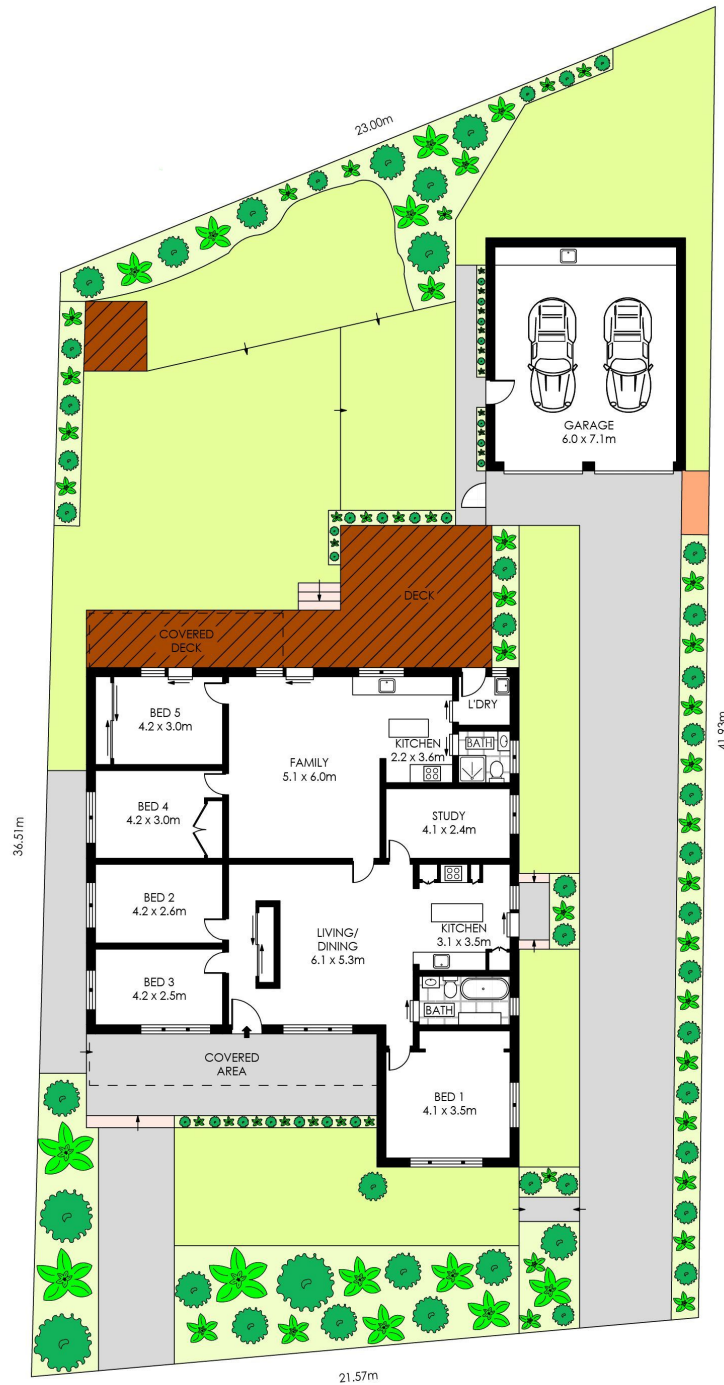 23.00m
GARAGE
6.0 x 7.1m
DECK
COVERED
DECK
BED 5
4.2 x 3.0m
L'DRY
KITCHEN
2.2 x 3.6m
BATH
FAMILY
5.1 x 6.0m
41.93m
BED 4
4.2 x 3.0m
STUDY
4.1 x 2.4m
36.51m
BED 2
4.2 x 2.6m
LIVING/
DINING
6.1 x 5.3m
KITCHEN
3.1 x 3.5m
BED 3
4.2 x 2.5m
BATH
COVERED
AREA
BED 1
4.1 x 3.5m
21.57m